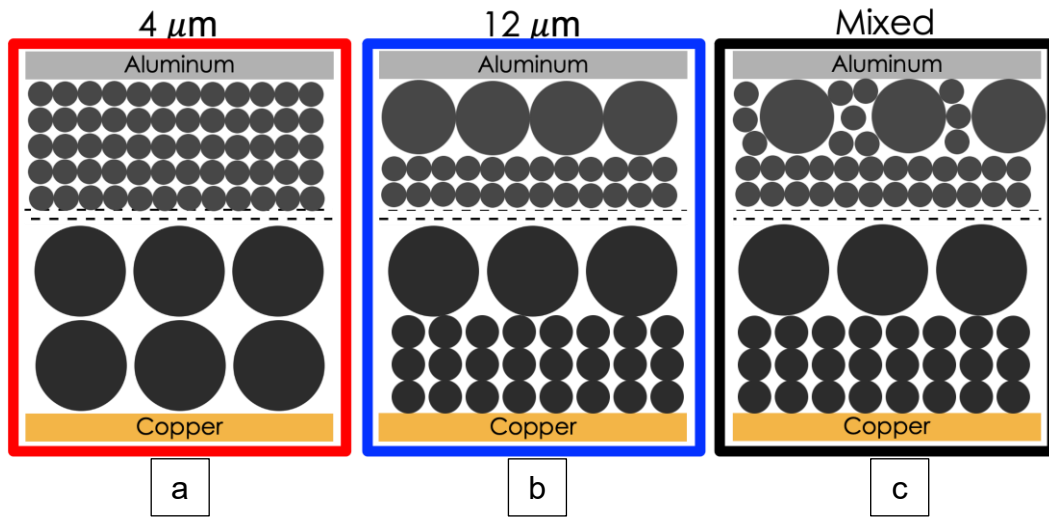 4 μm
12 μm
Mixed
Aluminum
Aluminum
Aluminum
Copper
Copper
Copper
a
b
c